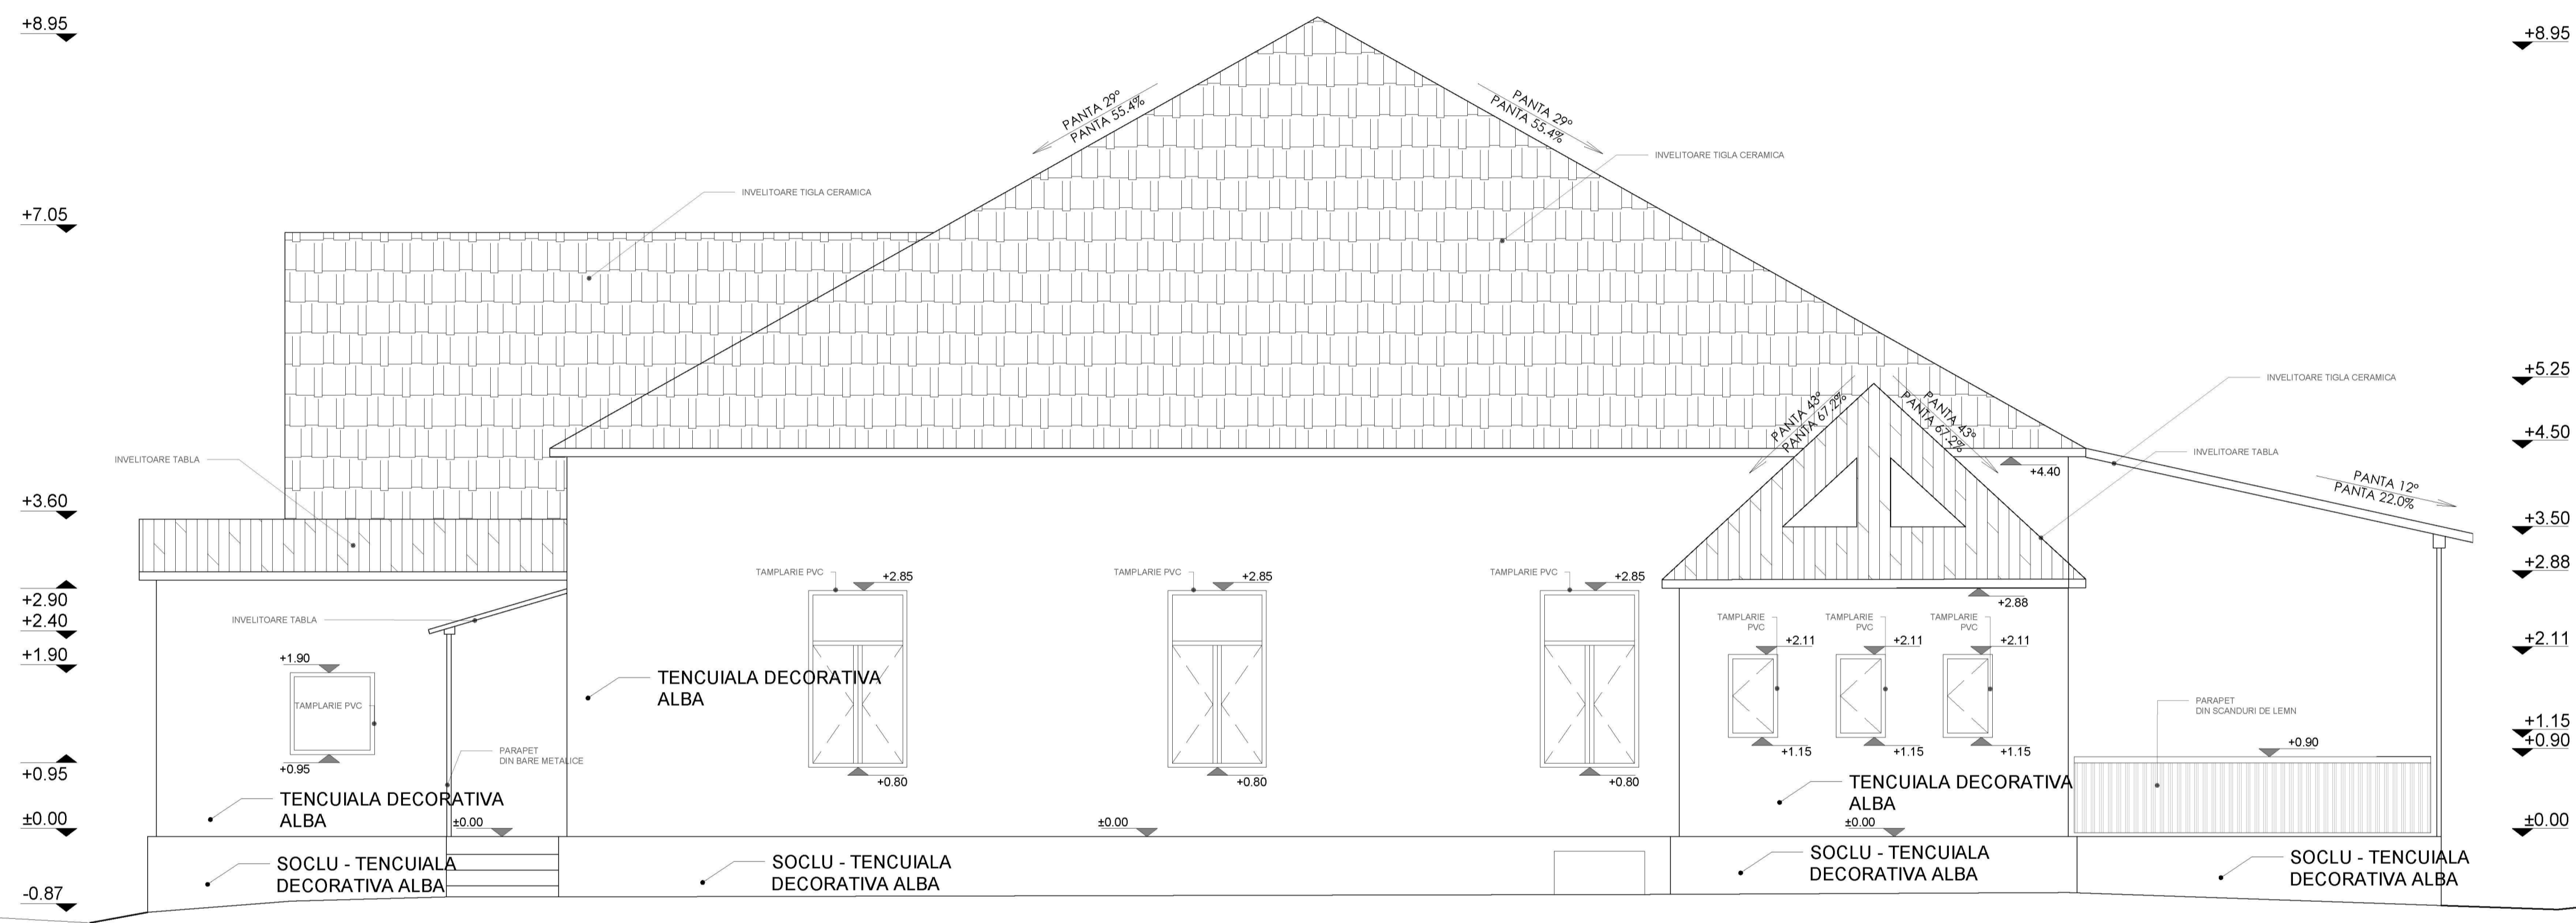 +8.95
+8.95
PANTA 29°
PANTA 55.4%
PANTA 29°
PANTA 55.4%
INVELITOARE TIGLA CERAMICA
INVELITOARE TIGLA CERAMICA
+7.05
+5.25
INVELITOARE TIGLA CERAMICA
PANTA 43°
PANTA 67.2%
PANTA 43°
PANTA 67.2%
+4.50
INVELITOARE TABLA
INVELITOARE TABLA
+4.40
PANTA 12°
PANTA 22.0%
+3.60
+3.50
+2.88
TAMPLARIE PVC
+2.85
TAMPLARIE PVC
+2.85
TAMPLARIE PVC
+2.85
+2.90
+2.88
+2.40
INVELITOARE TABLA
TAMPLARIE
PVC
TAMPLARIE
PVC
TAMPLARIE
PVC
+2.11
+2.11
+2.11
+2.11
+1.90
+1.90
TENCUIALA DECORATIVA
ALBA
TAMPLARIE PVC
PARAPET
DIN SCANDURI DE LEMN
+1.15
+0.90
+0.90
PARAPET
DIN BARE METALICE
+1.15
+1.15
+1.15
+0.95
+0.95
+0.80
+0.80
+0.80
TENCUIALA DECORATIVA
ALBA
TENCUIALA DECORATIVA
ALBA
±0.00
±0.00
±0.00
±0.00
±0.00
SOCLU - TENCUIALA
DECORATIVA ALBA
SOCLU - TENCUIALA
DECORATIVA ALBA
SOCLU - TENCUIALA
DECORATIVA ALBA
SOCLU - TENCUIALA
DECORATIVA ALBA
-0.87